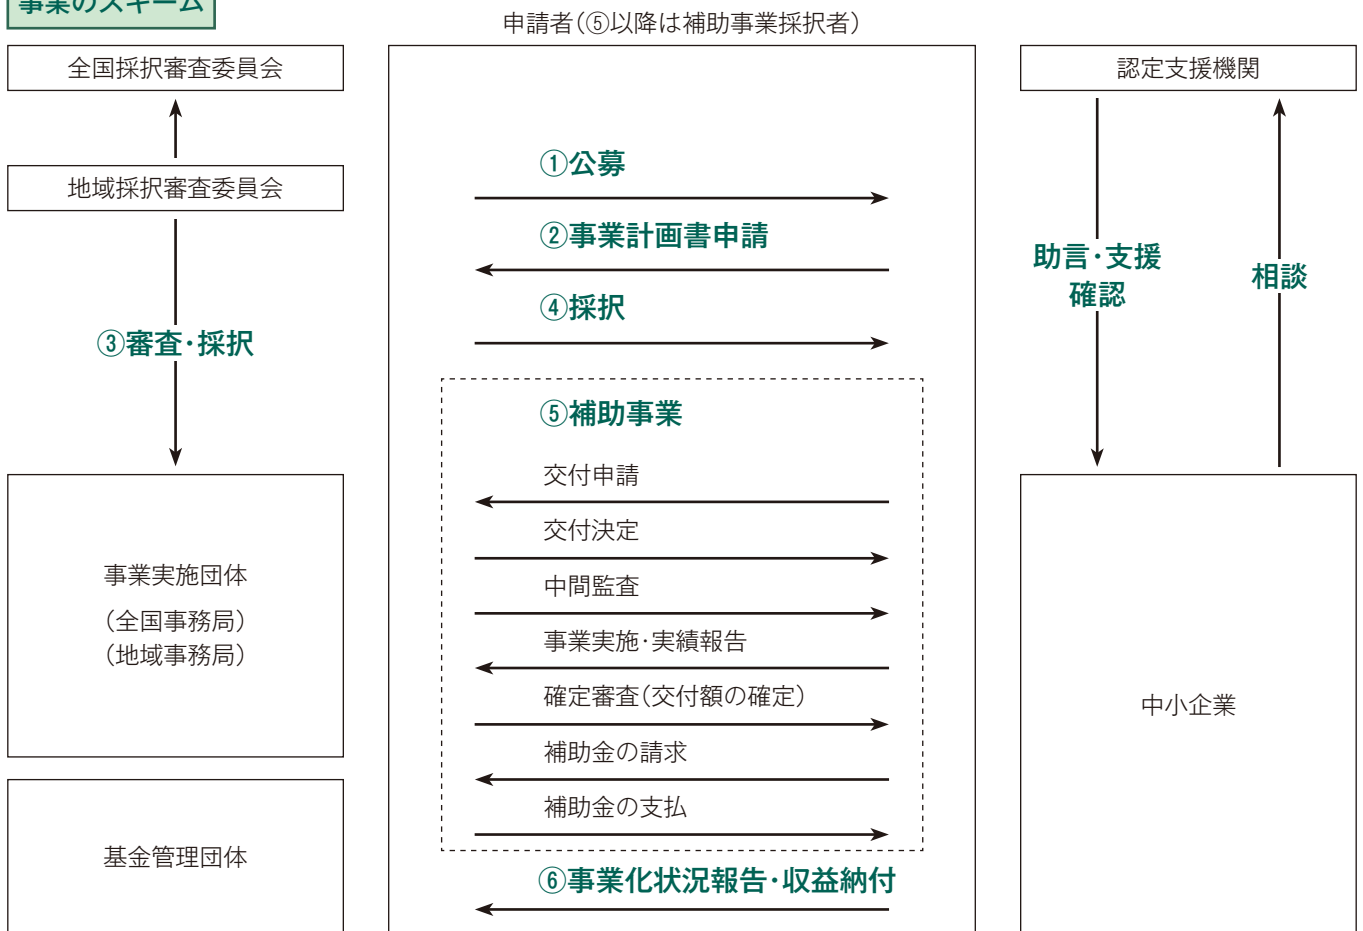 事業のスキーム
申請者(⑤以降は補助事業採択者)
全国採択審査委員会
地域採択審査委員会
③審査・採択
事業実施団体
(全国事務局)
(地域事務局)
基金管理団体
①公募
②事業計画書申請
④採択
⑤補助事業
交付申請
交付決定
中間監査
事業実施・実績報告
確定審査(交付額の確定)
補助金の請求
補助金の支払
⑥事業化状況報告・収益納付
認定支援機関
助言・支援
確認
相談
中小企業